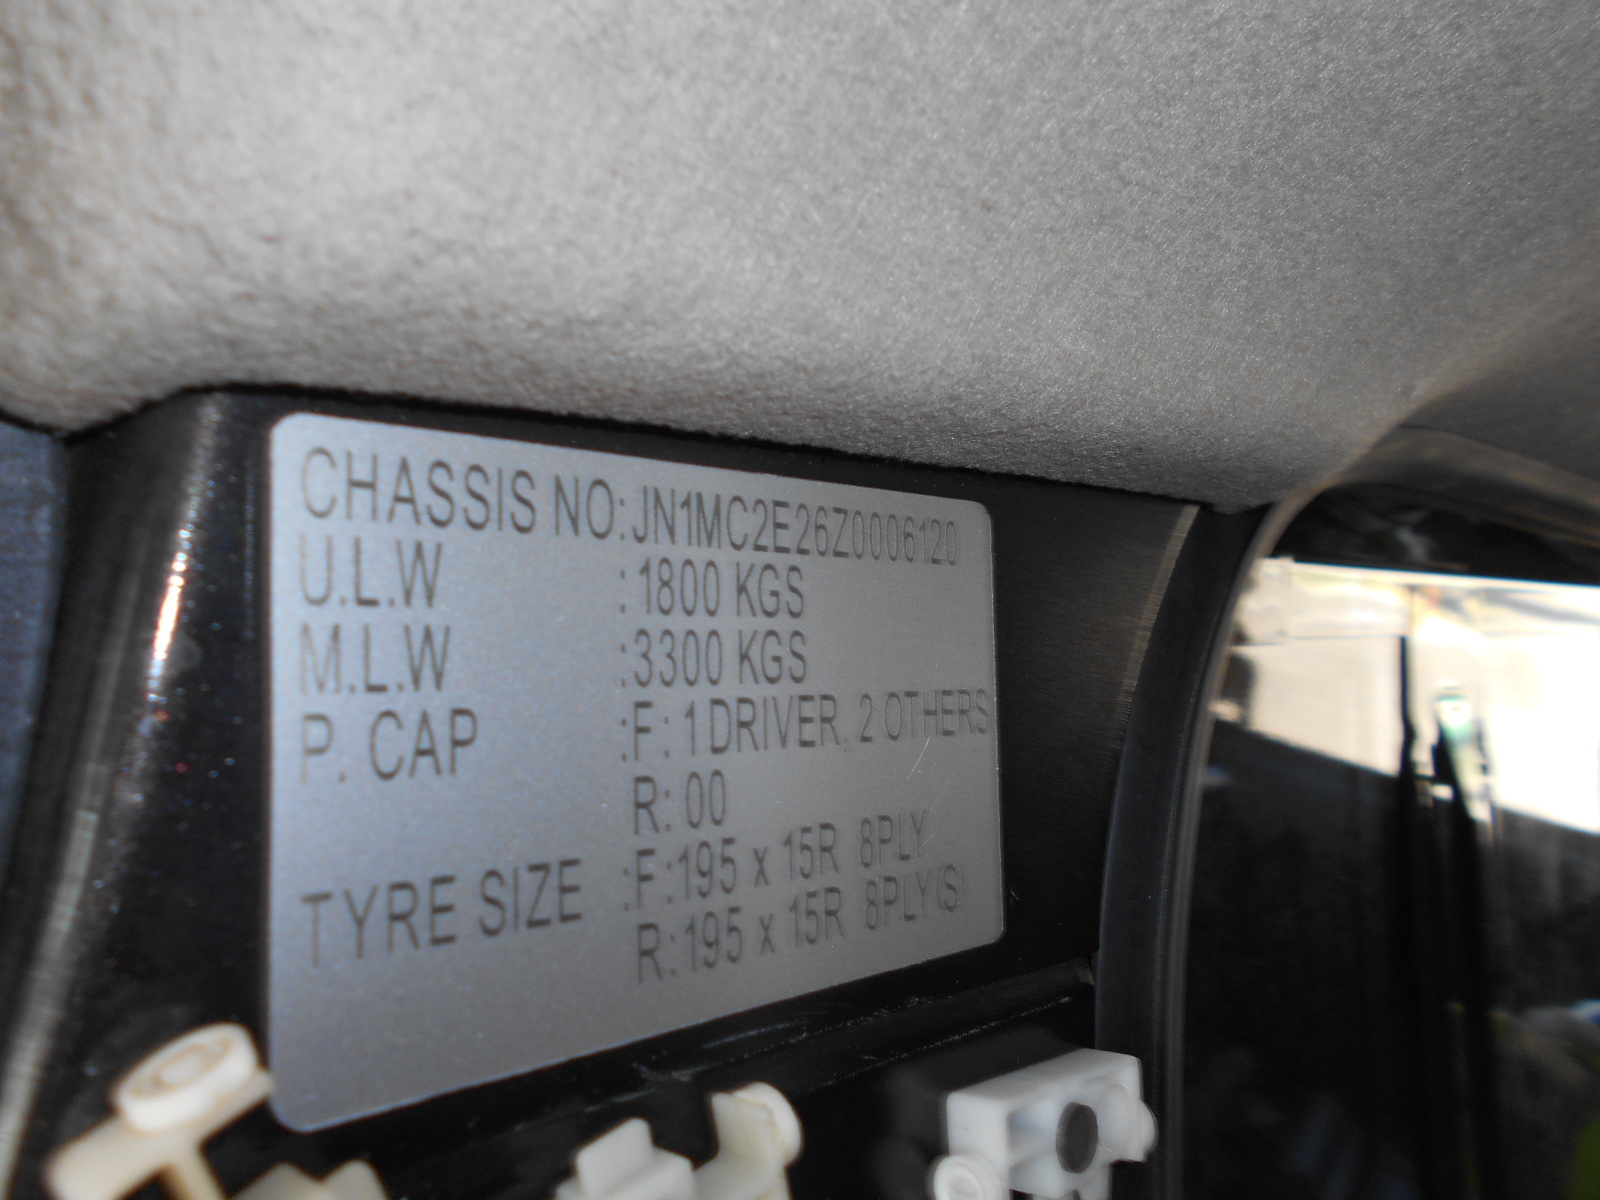 CHASSIS NO: JN1MC2E26Z0006120
U.L.W : 1800 KGS
M.L.W : 3300 KGS
P. CAP : F: 1 DRIVER, 2 OTHERS
R: 00
TYRE SIZE : F: 195 x 15R 8PLY
R: 195 x 15R 8PLY(S)